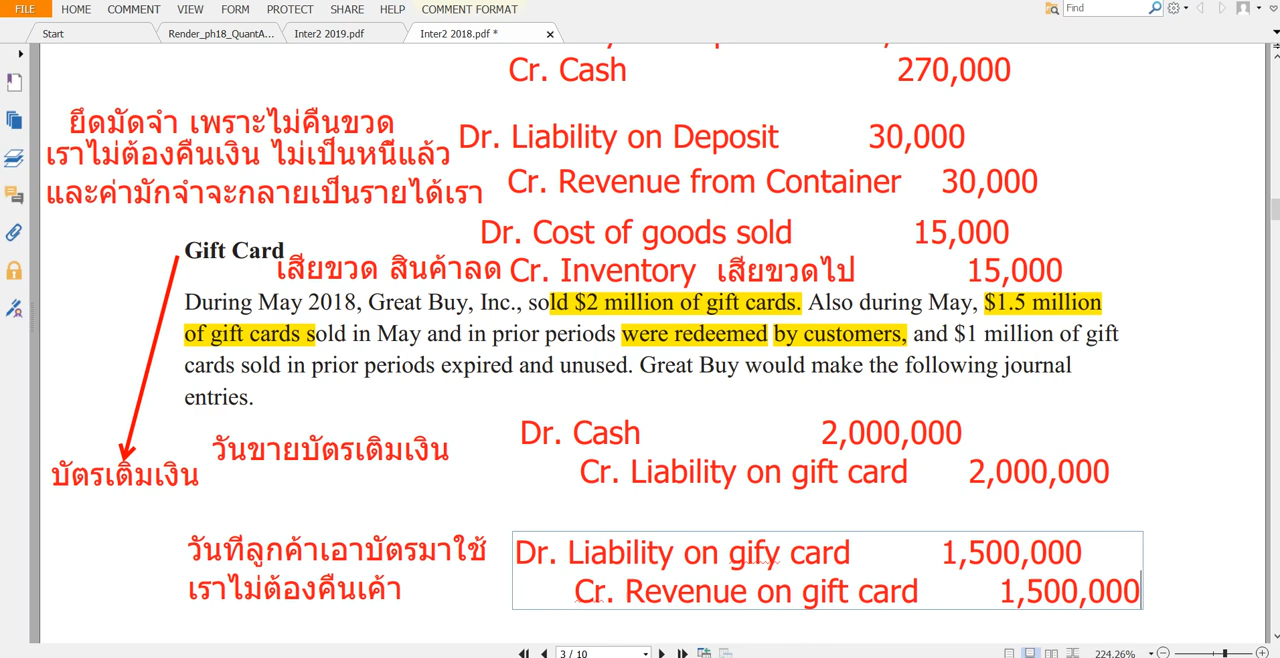 FILE HOME COMMENT VIEW FORM PROTECT SHARE HELP COMMENT FORMAT Find
Start Render_ph18_QuantA... Inter2 2019.pdf Inter2 2018.pdf *
Cr. Cash 270,000
ยึดมัดจำ เพราะไม่คืนขวด
เราไม่ต้องคืนเงิน ไม่เป็นหนี้แล้ว
และค่ามักจำจะกลายเป็นรายได้เรา
Dr. Liability on Deposit 30,000
Cr. Revenue from Container 30,000
Dr. Cost of goods sold 15,000
Gift Card
เสียขวด สินค้าลด Cr. Inventory เสียขวดไป 15,000
During May 2018, Great Buy, Inc., sold $2 million of gift cards. Also during May, $1.5 million
of gift cards sold in May and in prior periods were redeemed by customers, and $1 million of gift
cards sold in prior periods expired and unused. Great Buy would make the following journal
entries.
วันขายบัตรเติมเงิน Dr. Cash 2,000,000
บัตรเติมเงิน Cr. Liability on gift card 2,000,000
วันที่ลูกค้าเอาบัตรมาใช้ Dr. Liability on gify card 1,500,000
เราไม่ต้องคืนเค้า Cr. Revenue on gift card 1,500,000
3 / 10 224.26%